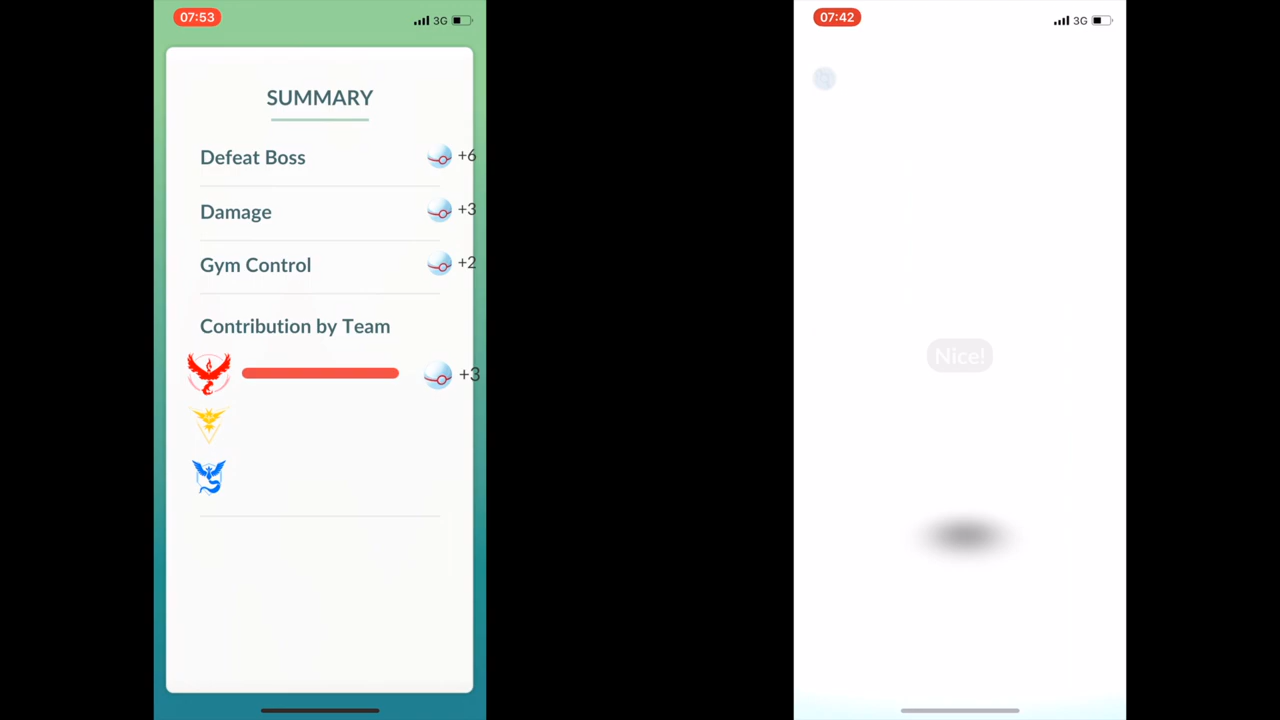 07:53
3G
SUMMARY
Defeat Boss +6
Damage +3
Gym Control +2
Contribution by Team
+3
07:42
3G
Nice!